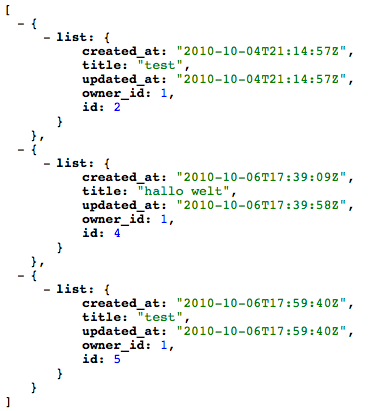 [
- {
- list: {
created_at: "2010-10-04T21:14:57Z",
title: "test",
updated_at: "2010-10-04T21:14:57Z",
owner_id: 1,
id: 2
}
},
- {
- list: {
created_at: "2010-10-06T17:39:09Z",
title: "hallo welt",
updated_at: "2010-10-06T17:39:58Z",
owner_id: 1,
id: 4
}
},
- {
- list: {
created_at: "2010-10-06T17:59:40Z",
title: "test",
updated_at: "2010-10-06T17:59:40Z",
owner_id: 1,
id: 5
}
}
]